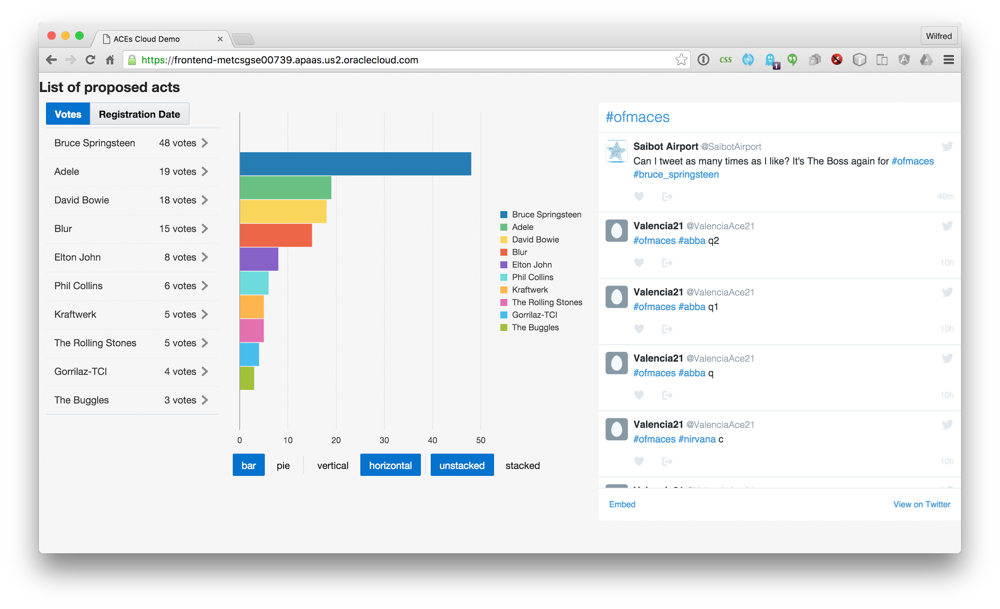 ACEs Cloud Demo
Wilfred
https://frontend-metcsgse00739.apaas.us2.oraclecloud.com
css
1
List of proposed acts
Votes
Registration Date
Bruce Springsteen 48 votes
Adele 19 votes
David Bowie 18 votes
Blur 15 votes
Elton John 8 votes
Phil Collins 6 votes
Kraftwerk 5 votes
The Rolling Stones 5 votes
Gorrilaz-TCI 4 votes
The Buggles 3 votes
0 10 20 30 40 50
bar pie vertical horizontal unstacked stacked
Bruce Springsteen
Adele
David Bowie
Blur
Elton John
Phil Collins
Kraftwerk
The Rolling Stones
Gorrilaz-TCI
The Buggles
#ofmaces
Saibot Airport @SaibotAirport
Can I tweet as many times as I like? It's The Boss again for #ofmaces
#bruce_springsteen
40m
Valencia21 @ValenciaAce21
#ofmaces #abba q2
10h
Valencia21 @ValenciaAce21
#ofmaces #abba q1
10h
Valencia21 @ValenciaAce21
#ofmaces #abba q
10h
Valencia21 @ValenciaAce21
#ofmaces #nirvana c
10h
Embed
View on Twitter